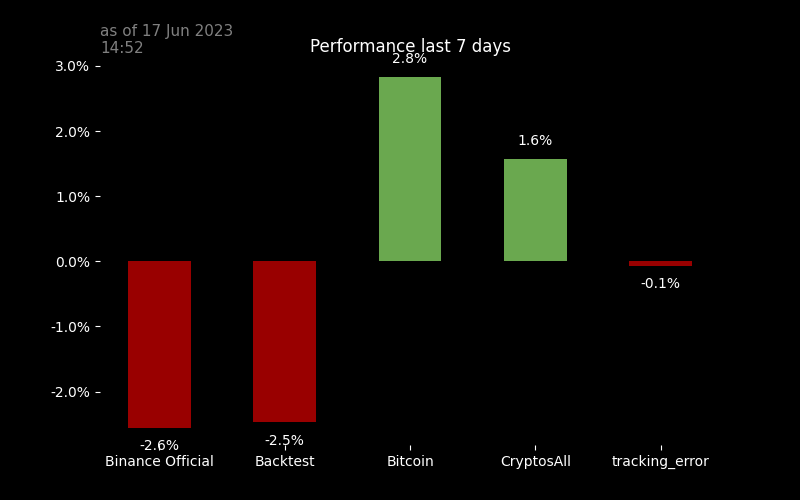 as of 17 Jun 2023
14:52
Performance last 7 days
3.0%
2.0%
1.0%
0.0%
-1.0%
-2.0%
2.8%
1.6%
-0.1%
-2.6%
-2.5%
Binance Official
Backtest
Bitcoin
CryptosAll
tracking_error